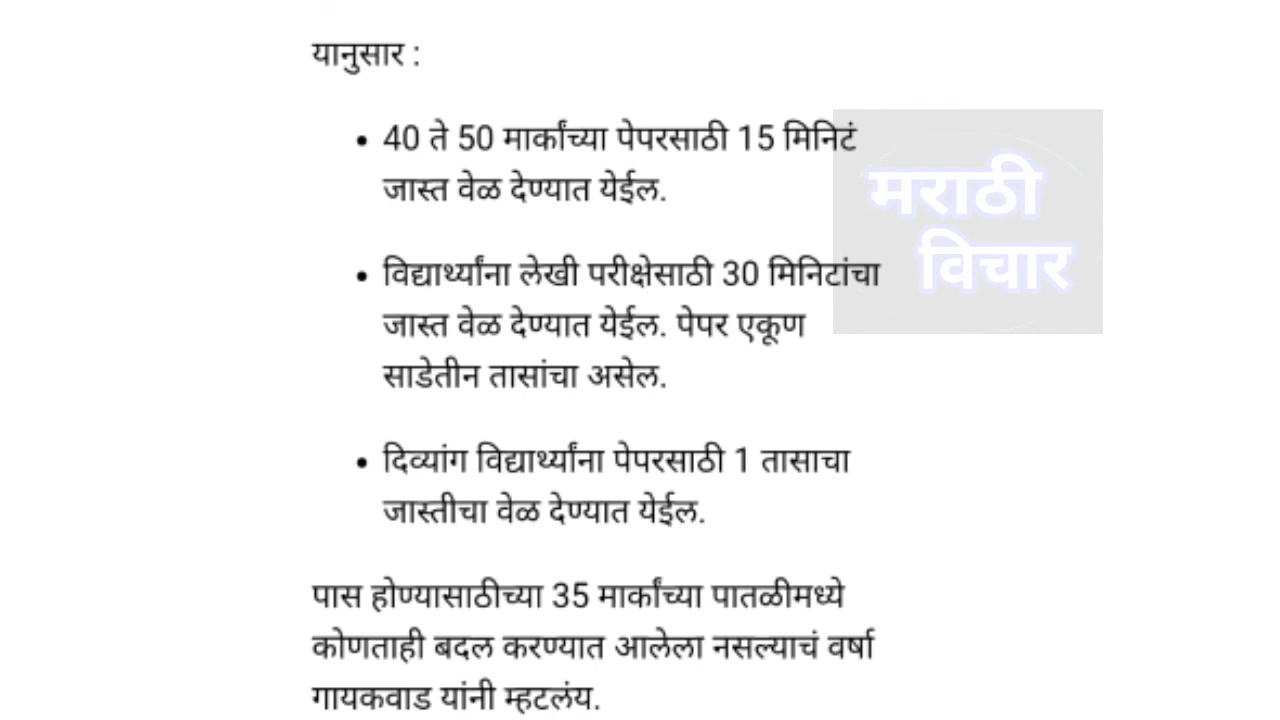 यानुसार :
• 40 ते 50 मार्कांच्या पेपरसाठी 15 मिनिटं
जास्त वेळ देण्यात येईल.
• विद्यार्थ्यांना लेखी परीक्षेसाठी 30 मिनिटांचा
जास्त वेळ देण्यात येईल. पेपर एकूण
साडेतीन तासांचा असेल.
• दिव्यांग विद्यार्थ्यांना पेपरसाठी 1 तासाचा
जास्तीचा वेळ देण्यात येईल.
पास होण्यासाठीच्या 35 मार्कांच्या पातळीमध्ये
कोणताही बदल करण्यात आलेला नसल्याचं वर्षा
गायकवाड यांनी म्हटलंय.
मराठी
विचार